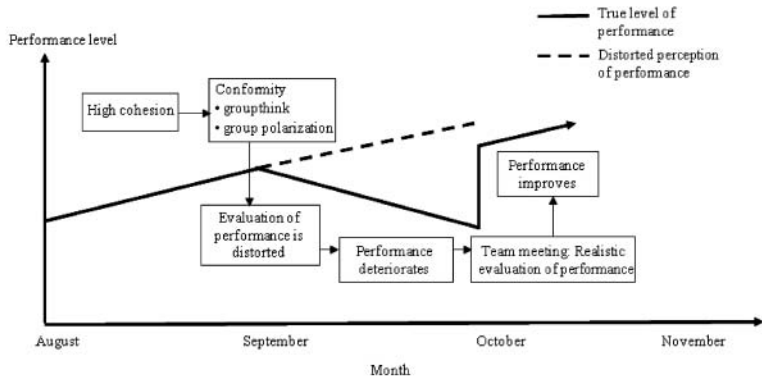 True level of
performance
Distorted perception
of performance
Performance level
High cohesion
Conformity
• groupthink
• group polarization
Performance
improves
Evaluation of
performance is
distorted
Performance
deteriorates
Team meeting: Realistic
evaluation of performance
August
September
October
November
Month